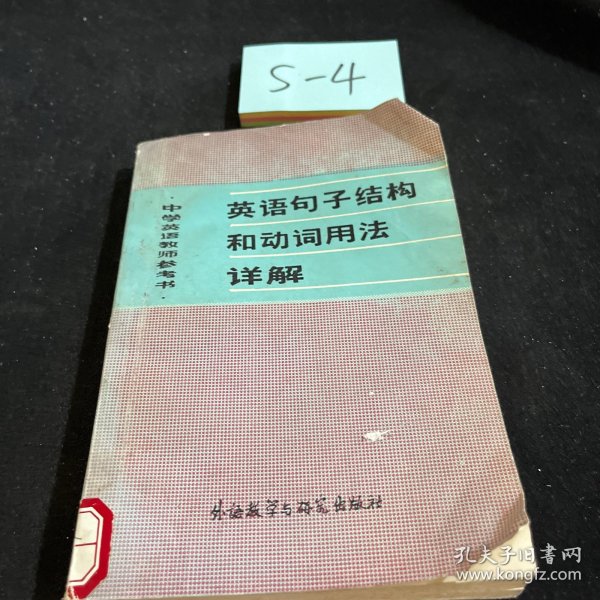 S-4
英语句子结构
和动词用法
详解
·中学英语教师参考书·
外语教学与研究出版社
孔夫子旧书网
www.kongfz.com